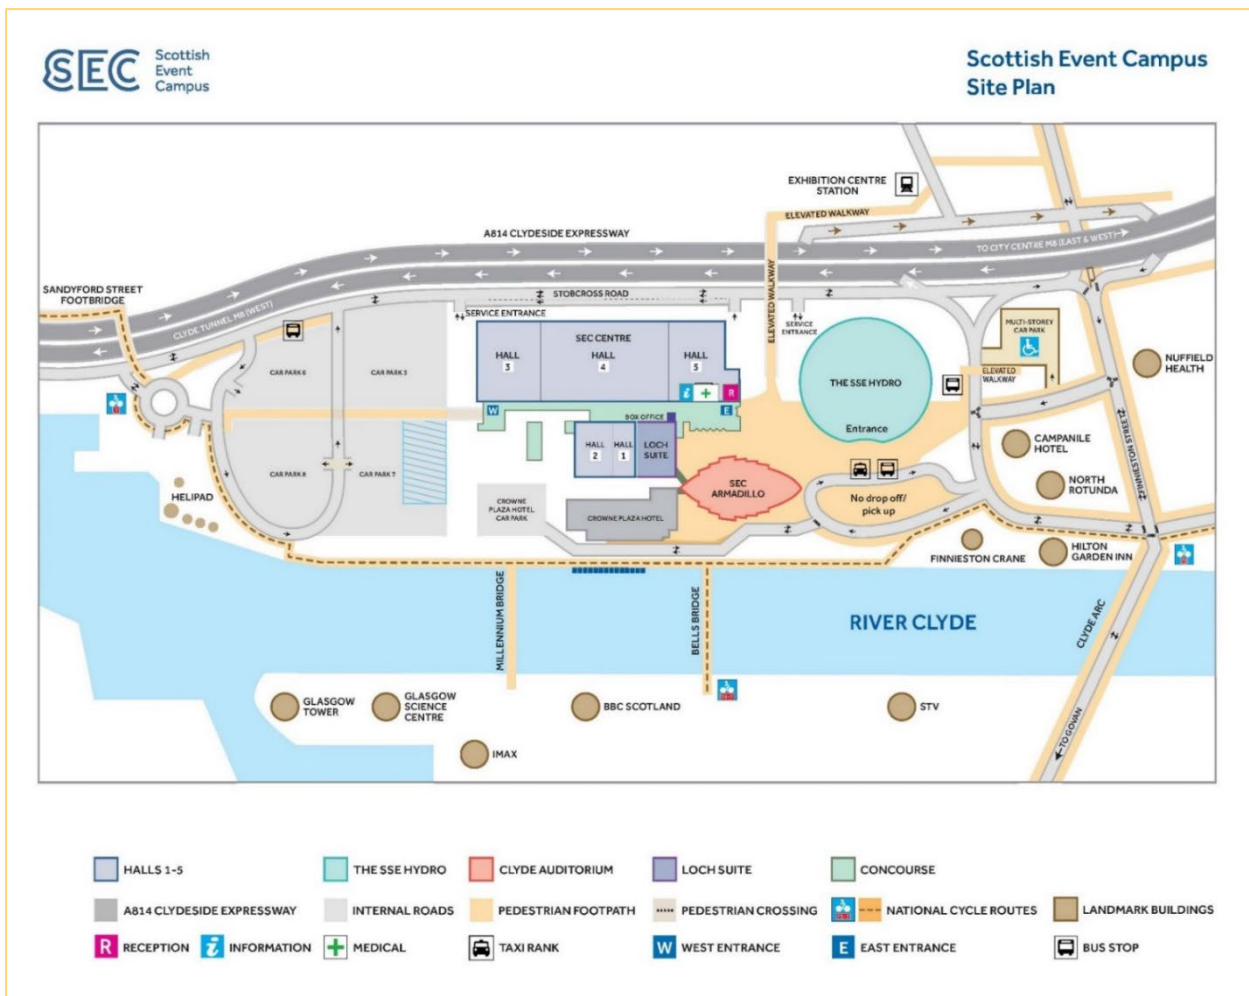 SEC
Scottish
Event
Campus
Scottish Event Campus
Site Plan
EXHIBITION CENTRE
STATION
ELEVATED WALKWAY
A814 CLYDESIDE EXPRESSWAY
TO CITY CENTRE M8 (EAST & WEST)
SANDYFORD STREET
FOOTBRIDGE
CLYDE TUNNEL M8 (WEST)
STOBCROSS ROAD
ELEVATED WALKWAY
SERVICE ENTRANCE
SERVICE
ENTRANCE
MULTI-STOREY
CAR PARK
SEC CENTRE
HALL
3
HALL
4
HALL
5
i
R
THE SSE HYDRO
Entrance
ELEVATED
WALKWAY
NUFFIELD
HEALTH
CAR PARK 6
CAR PARK 5
W
BOX OFFICE
E
HALL
2
HALL
1
LOCH
SUITE
FINNIESTON STREET
CAMPANILE
HOTEL
CAR PARK 8
CAR PARK 7
SEC
ARMADILLO
NORTH
ROTUNDA
HELIPAD
CROWNE
PLAZA HOTEL
CAR PARK
CROWNE PLAZA HOTEL
No drop off/
pick up
FINNIESTON CRANE
HILTON
GARDEN INN
MILLENNIUM BRIDGE
BELLS BRIDGE
RIVER CLYDE
CLYDE ARC
GLASGOW
TOWER
GLASGOW
SCIENCE
CENTRE
BBC SCOTLAND
STV
IMAX
TO GOVAN
HALLS 1-5
THE SSE HYDRO
CLYDE AUDITORIUM
LOCH SUITE
CONCOURSE
A814 CLYDESIDE EXPRESSWAY
INTERNAL ROADS
PEDESTRIAN FOOTPATH
PEDESTRIAN CROSSING
NATIONAL CYCLE ROUTES
LANDMARK BUILDINGS
R RECEPTION
i INFORMATION
MEDICAL
TAXI RANK
W WEST ENTRANCE
E EAST ENTRANCE
BUS STOP